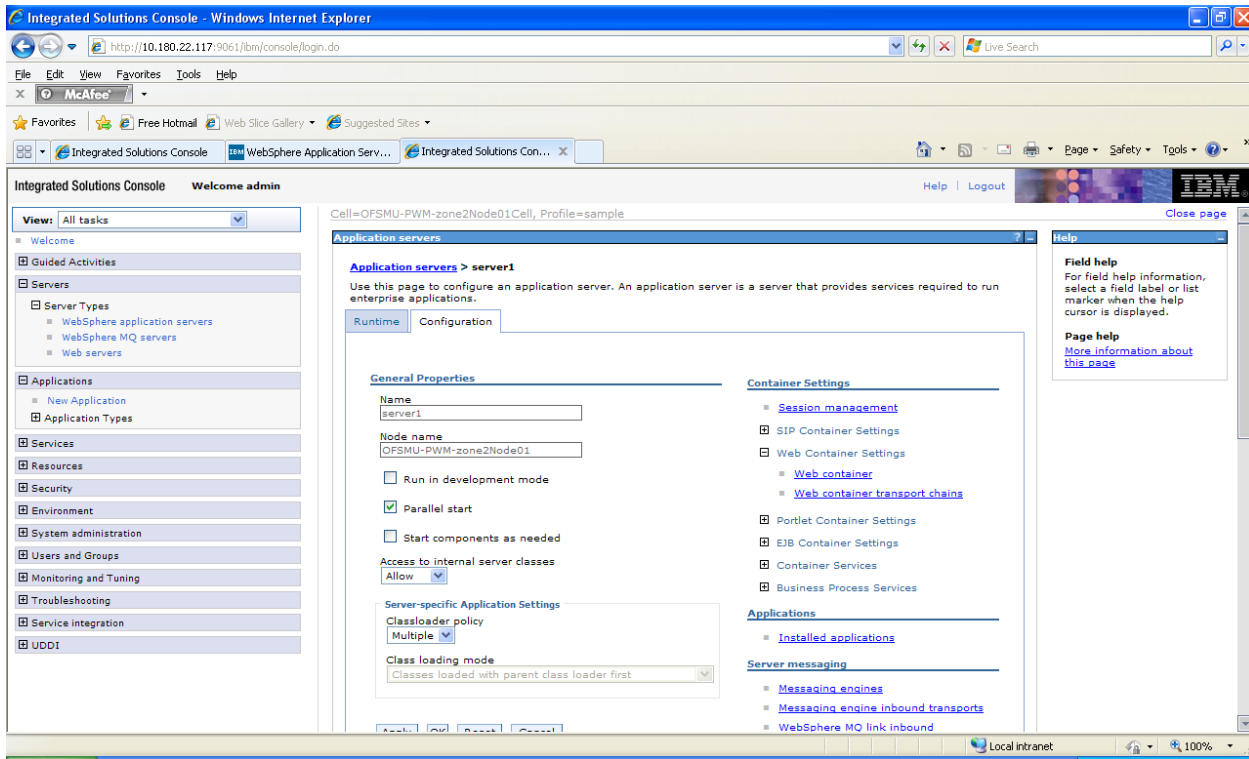 Integrated Solutions Console - Windows Internet Explorer
http://10.180.22.117:9061/ibm/console/login.do
Live Search
File Edit View Favorites Tools Help
X McAfee
Favorites Free Hotmail Web Slice Gallery Suggested Sites
Integrated Solutions Console IBM WebSphere Application Serv... Integrated Solutions Con... X
Page Safety Tools
Integrated Solutions Console Welcome admin Help | Logout IBM.
View: All tasks
Cell=OFSMU-PWM-zone2Node01Cell, Profile=sample Close page
Welcome
Guided Activities
Servers
Server Types
WebSphere application servers
WebSphere MQ servers
Web servers
Applications
New Application
Application Types
Services
Resources
Security
Environment
System administration
Users and Groups
Monitoring and Tuning
Troubleshooting
Service integration
UDDI
Application servers ? _
Application servers > server1
Use this page to configure an application server. An application server is a server that provides services required to run
enterprise applications.
Runtime Configuration
General Properties
Name
server1
Node name
OFSMU-PWM-zone2Node01
Run in development mode
Parallel start
Start components as needed
Access to internal server classes
Allow
Server-specific Application Settings
Classloader policy
Multiple
Class loading mode
Classes loaded with parent class loader first
Apply OK Reset Cancel
Container Settings
Session management
SIP Container Settings
Web Container Settings
Web container
Web container transport chains
Portlet Container Settings
EJB Container Settings
Container Services
Business Process Services
Applications
Installed applications
Server messaging
Messaging engines
Messaging engine inbound transports
WebSphere MQ link inbound
Help
Field help
For field help information,
select a field label or list
marker when the help
cursor is displayed.
Page help
More information about
this page
Local intranet 100%